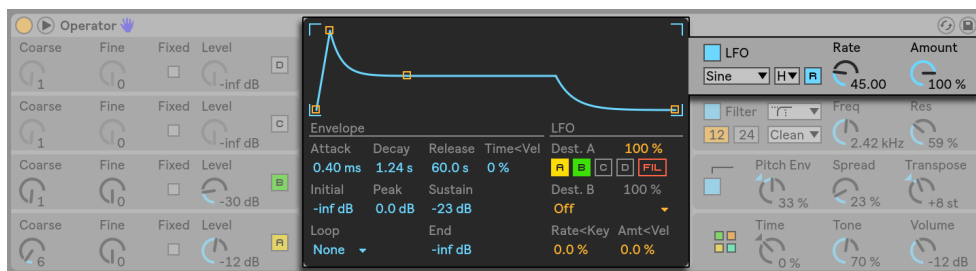 Operator
Coarse Fine Fixed Level
1 0 -inf dB D
Coarse Fine Fixed Level
1 0 -inf dB C
Coarse Fine Fixed Level
1 0 -30 dB B
Coarse Fine Fixed Level
6 0 -12 dB A
Envelope
Attack Decay Release Time<Vel
0.40 ms 1.24 s 60.0 s 0 %
Initial Peak Sustain
-inf dB 0.0 dB -23 dB
Loop End
None -inf dB
LFO
Dest. A 100 %
A B C D FIL
Dest. B 100 %
Off
Rate<Key Amt<Vel
0.0 % 0.0 %
LFO Rate Amount
Sine H R 45.00 100 %
Filter Freq Res
12 24 Clean 2.42 kHz 59 %
Pitch Env Spread Transpose
33 % 23 % +8 st
Time Tone Volume
0 % 70 % -12 dB